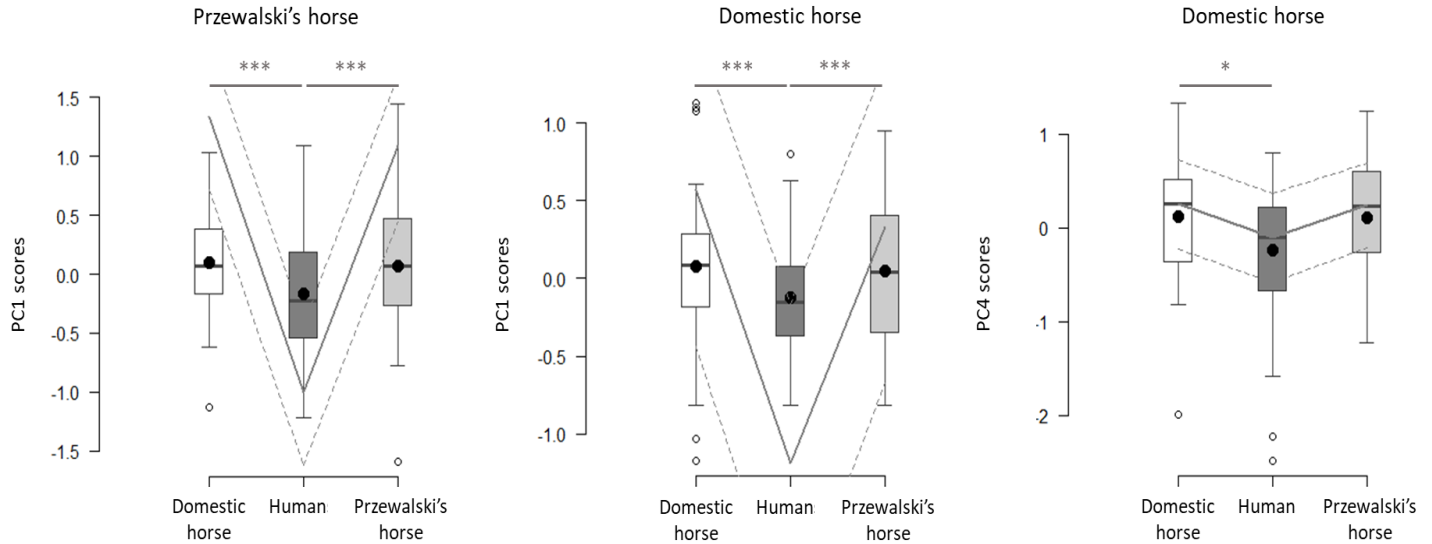 Przewalski’s horse
Domestic horse
Domestic horse
*** ***
*** ***
*
PC1 scores
1.5
1.0
0.5
0.0
-0.5
-1.0
-1.5
Domestic
horse
Human
Przewalski’s
horse
PC1 scores
1.0
0.5
0.0
-0.5
-1.0
Domestic
horse
Human
Przewalski’s
horse
PC4 scores
1
0
-1
-2
Domestic
horse
Human
Przewalski’s
horse